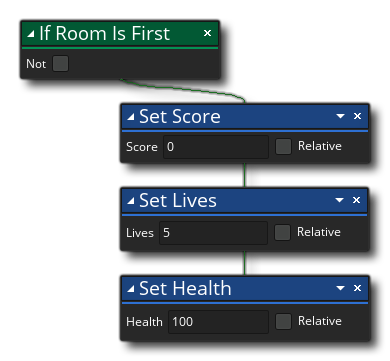 If Room Is First
Not
Set Score
Score 0 Relative
Set Lives
Lives 5 Relative
Set Health
Health 100 Relative